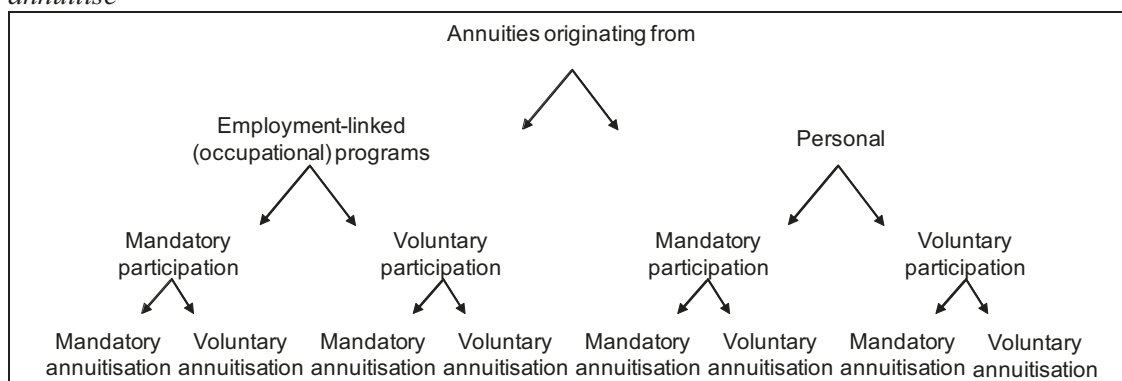 annuitise
Annuities originating from
Employment-linked
(occupational) programs
Personal
Mandatory
participation
Voluntary
participation
Mandatory
participation
Voluntary
participation
Mandatory
annuitisation
Voluntary
annuitisation
Mandatory
annuitisation
Voluntary
annuitisation
Mandatory
annuitisation
Voluntary
annuitisation
Mandatory
annuitisation
Voluntary
annuitisation